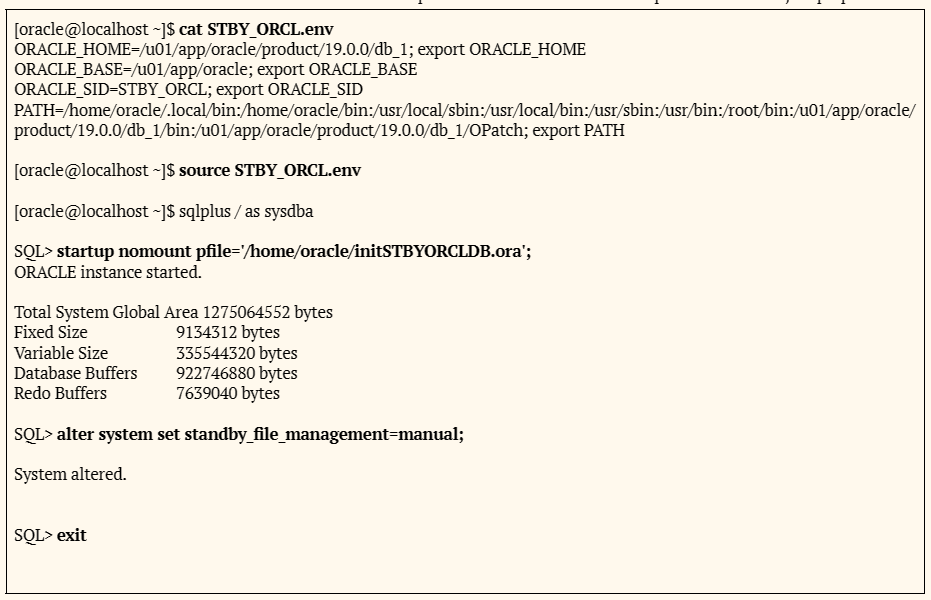 [oracle@localhost ~]$ cat STBY_ORCL.env
ORACLE_HOME=/u01/app/oracle/product/19.0.0/db_1; export ORACLE_HOME
ORACLE_BASE=/u01/app/oracle; export ORACLE_BASE
ORACLE_SID=STBY_ORCL; export ORACLE_SID
PATH=/home/oracle/.local/bin:/home/oracle/bin:/usr/local/sbin:/usr/local/bin:/usr/sbin:/usr/bin:/root/bin:/u01/app/oracle/
product/19.0.0/db_1/bin:/u01/app/oracle/product/19.0.0/db_1/OPatch; export PATH
[oracle@localhost ~]$ source STBY_ORCL.env
[oracle@localhost ~]$ sqlplus / as sysdba
SQL> startup nomount pfile='/home/oracle/initSTBYORCLDB.ora';
ORACLE instance started.
Total System Global Area 1275064552 bytes
Fixed Size 9134312 bytes
Variable Size 335544320 bytes
Database Buffers 922746880 bytes
Redo Buffers 7639040 bytes
SQL> alter system set standby_file_management=manual;
System altered.
SQL> exit